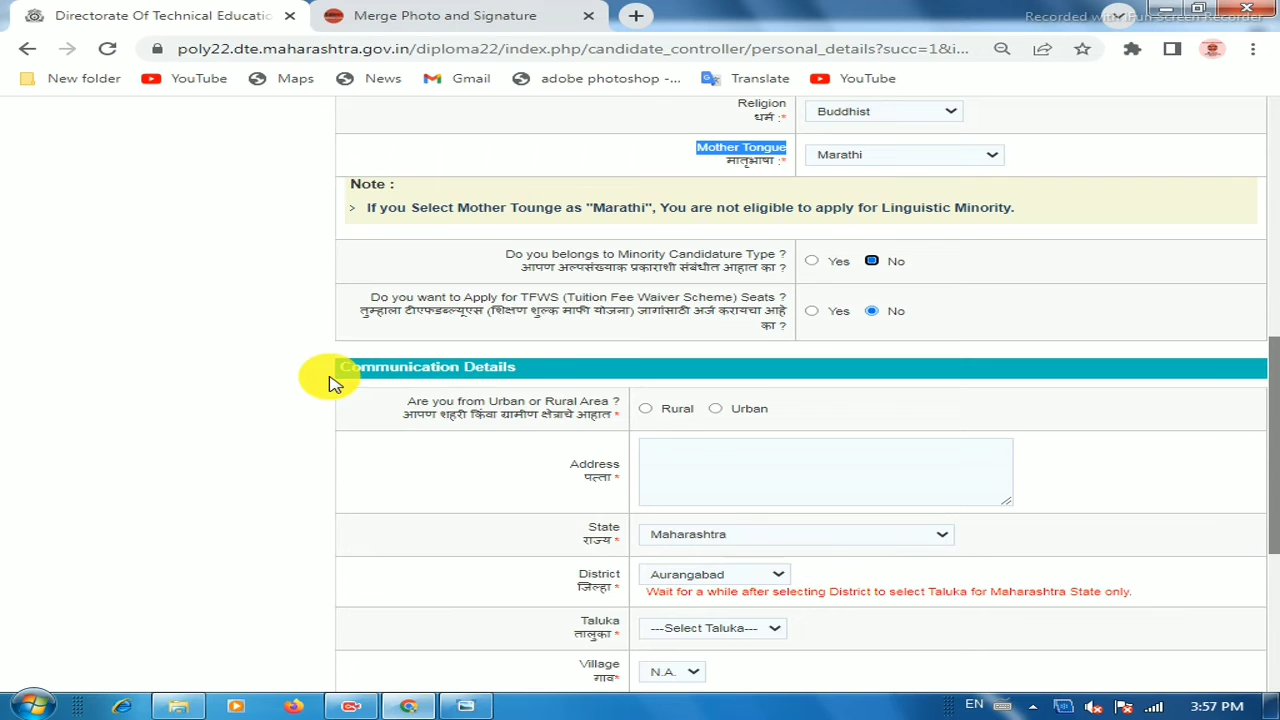 Directorate Of Technical Educatio
Merge Photo and Signature
Recorded with iFun Screen Recorder
poly22.dte.maharashtra.gov.in/diploma22/index.php/candidate_controller/personal_details?succ=1&i...
New folder
YouTube
Maps
News
Gmail
adobe photoshop -...
Translate
YouTube
Religion
धर्म :*
Buddhist
Mother Tongue
मातृभाषा :*
Marathi
Note :
> If you Select Mother Tounge as "Marathi", You are not eligible to apply for Linguistic Minority.
Do you belongs to Minority Candidature Type ?
आपण अल्पसंख्याक प्रकाराशी संबंधीत आहात का ?
Yes No
Do you want to Apply for TFWS (Tuition Fee Waiver Scheme) Seats ?
तुम्हाला टीएफडब्ल्यूएस (शिक्षण शुल्क माफी योजना) जागांसाठी अर्ज करायचा आहे
का ?
Yes No
Communication Details
Are you from Urban or Rural Area ?
आपण शहरी किंवा ग्रामीण क्षेत्राचे आहात *
Rural Urban
Address
पत्ता *
State
राज्य *
Maharashtra
District
जिल्हा *
Aurangabad
Wait for a while after selecting District to select Taluka for Maharashtra State only.
Taluka
तालुका *
---Select Taluka---
Village
गाव*
N.A.
EN
3:57 PM